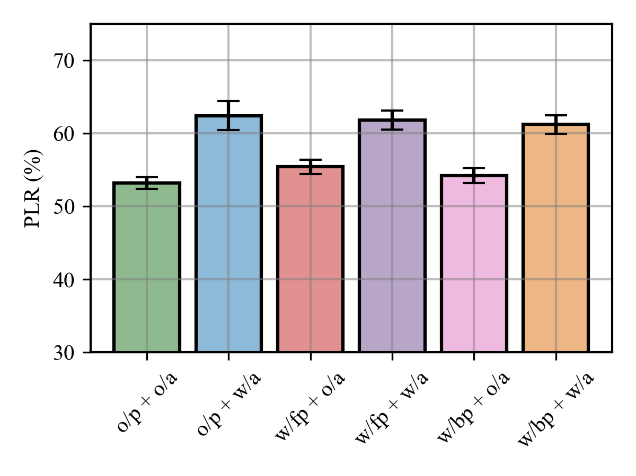 PLR (%)
70
60
50
40
30
o/p + o/a
o/p + w/a
w/fp + o/a
w/fp + w/a
w/bp + o/a
w/bp + w/a